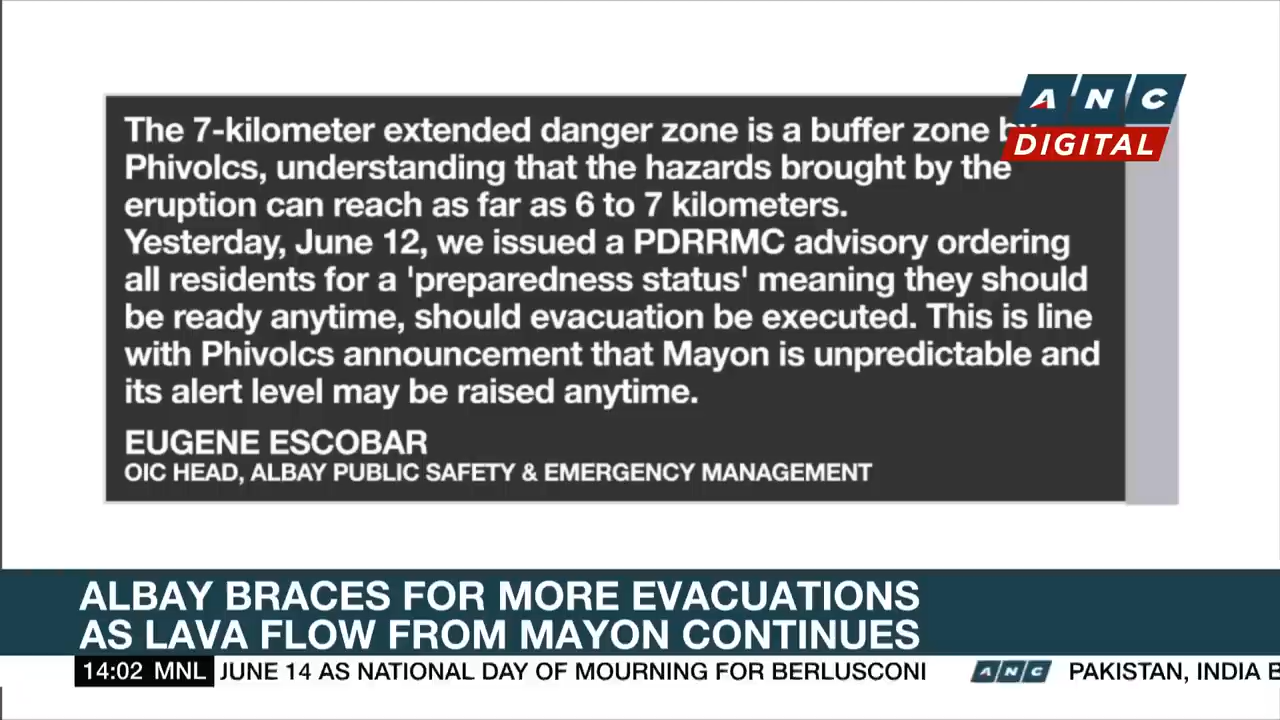 ANC
DIGITAL
The 7-kilometer extended danger zone is a buffer zone by
Phivolcs, understanding that the hazards brought by the
eruption can reach as far as 6 to 7 kilometers.
Yesterday, June 12, we issued a PDRRMC advisory ordering
all residents for a 'preparedness status' meaning they should
be ready anytime, should evacuation be executed. This is line
with Phivolcs announcement that Mayon is unpredictable and
its alert level may be raised anytime.
EUGENE ESCOBAR
OIC HEAD, ALBAY PUBLIC SAFETY & EMERGENCY MANAGEMENT
ALBAY BRACES FOR MORE EVACUATIONS
AS LAVA FLOW FROM MAYON CONTINUES
14:02 MNL JUNE 14 AS NATIONAL DAY OF MOURNING FOR BERLUSCONI ANC PAKISTAN, INDIA